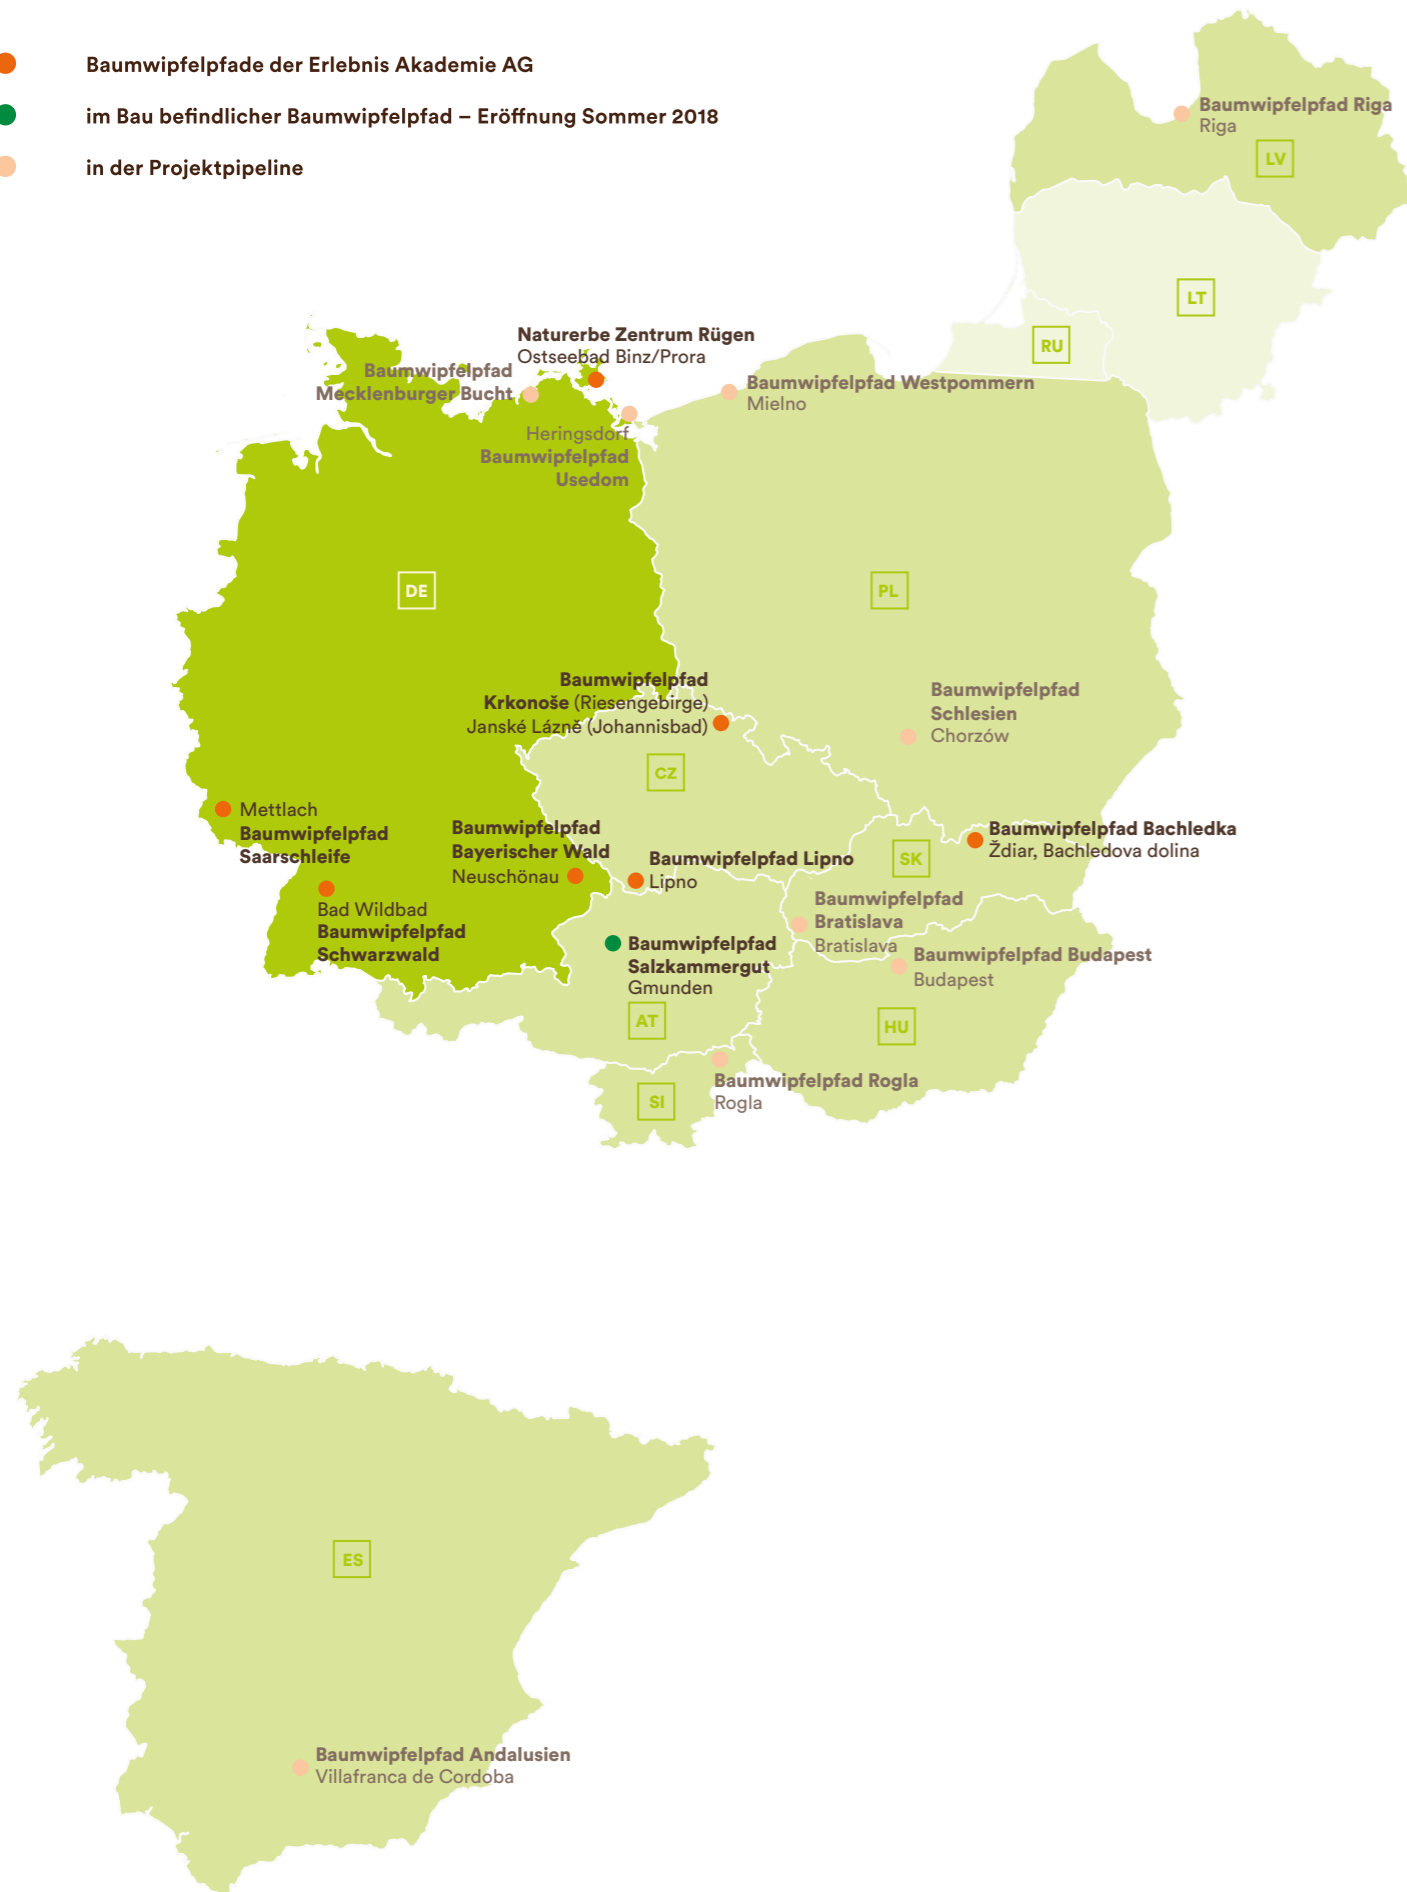 Baumwipfelpfade der Erlebnis Akademie AG
im Bau befindlicher Baumwipfelpfad – Eröffnung Sommer 2018
in der Projektpipeline
Baumwipfelpfad Riga
Riga
LV
LT
RU
Naturerbe Zentrum Rügen
Ostseebad Binz/Prora
Baumwipfelpfad
Mecklenburger Bucht
Baumwipfelpfad Westpommern
Mielno
Heringsdorf
Baumwipfelpfad
Usedom
DE
PL
Baumwipfelpfad
Krkonoše (Riesengebirge)
Janské Lázně (Johannisbad)
Baumwipfelpfad
Schlesien
Chorzów
CZ
Mettlach
Baumwipfelpfad
Saarschleife
Baumwipfelpfad
Bayerischer Wald
Neuschönau
Baumwipfelpfad Lipno
Lipno
SK
Baumwipfelpfad Bachledka
Ždiar, Bachledova dolina
Bad Wildbad
Baumwipfelpfad
Schwarzwald
Baumwipfelpfad
Bratislava
Bratislava
Baumwipfelpfad
Salzkammergut
Gmunden
Baumwipfelpfad Budapest
Budapest
AT
HU
Baumwipfelpfad Rogla
Rogla
SI
ES
Baumwipfelpfad Andalusien
Villafranca de Cordoba